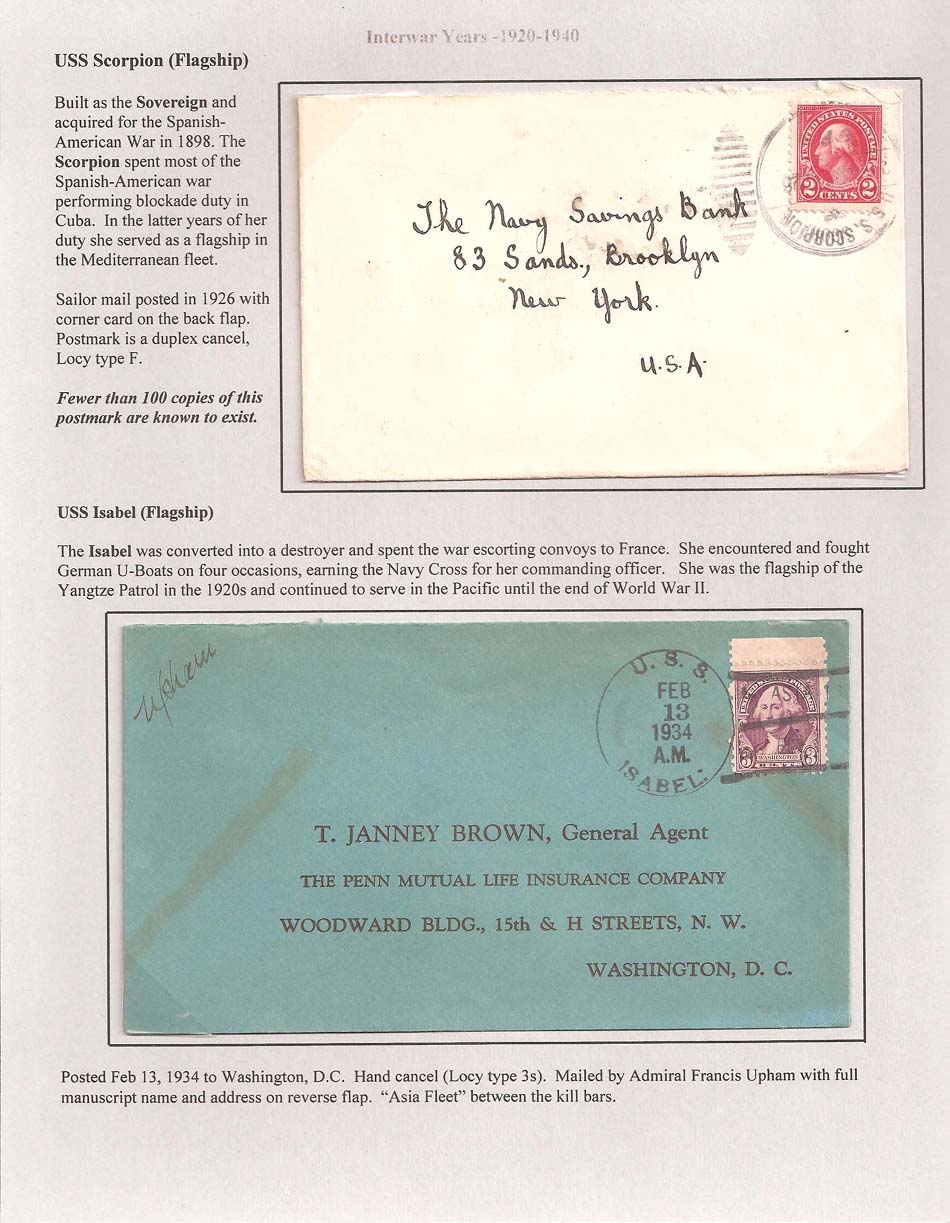 Interwar Years -1920-1940
USS Scorpion (Flagship)
Built as the Sovereign and
acquired for the Spanish-
American War in 1898. The
Scorpion spent most of the
Spanish-American war
performing blockade duty in
Cuba. In the latter years of her
duty she served as a flagship in
the Mediterranean fleet.
Sailor mail posted in 1926 with
corner card on the back flap.
Postmark is a duplex cancel,
Locy type F.
Fewer than 100 copies of this
postmark are known to exist.
UNITED STATES POSTAGE
2 CENTS 2
U.S.S. SCORPION
The Navy Savings Bank
83 Sands., Brooklyn
New York.
U.S.A.
USS Isabel (Flagship)
The Isabel was converted into a destroyer and spent the war escorting convoys to France. She encountered and fought
German U-Boats on four occasions, earning the Navy Cross for her commanding officer. She was the flagship of the
Yangtze Patrol in the 1920s and continued to serve in the Pacific until the end of World War II.
Upham
U. S. S.
FEB
13
1934
A.M.
ISABEL.
AS
UNITED STATES POSTAGE
WASHINGTON
3 CENTS 3
T. JANNEY BROWN, General Agent
THE PENN MUTUAL LIFE INSURANCE COMPANY
WOODWARD BLDG., 15th & H STREETS, N. W.
WASHINGTON, D. C.
Posted Feb 13, 1934 to Washington, D.C. Hand cancel (Locy type 3s). Mailed by Admiral Francis Upham with full
manuscript name and address on reverse flap. “Asia Fleet” between the kill bars.